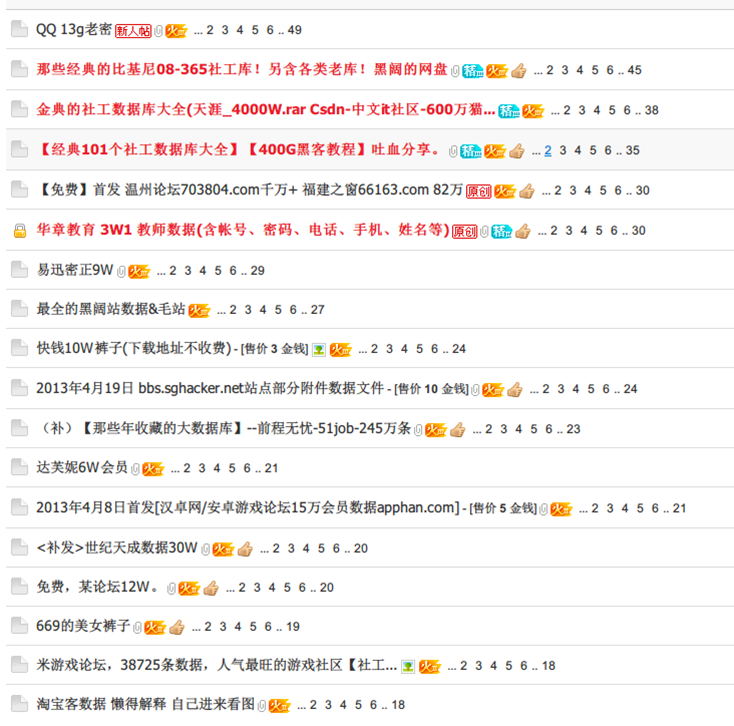 QQ 13g老密 新人帖 火 ... 2 3 4 5 6 .. 49
那些经典的比基尼08-365社工库！另含各类老库！黑阔的网盘 精华 火 ... 2 3 4 5 6 .. 45
金典的社工数据库大全(天涯_4000W.rar Csdn-中文it社区-600万猫... 精华 火 ... 2 3 4 5 6 .. 38
【经典101个社工数据库大全】【400G黑客教程】吐血分享。 精华 火 ... 2 3 4 5 6 .. 35
【免费】首发 温州论坛703804.com千万+ 福建之窗66163.com 82万 原创 火 ... 2 3 4 5 6 .. 30
华章教育 3W1 教师数据(含帐号、密码、电话、手机、姓名等) 原创 精华 ... 2 3 4 5 6 .. 30
易迅密正9W 火 ... 2 3 4 5 6 .. 29
最全的黑阔站数据&毛站 火 ... 2 3 4 5 6 .. 27
快钱10W裤子(下载地址不收费) - [售价 3 金钱] 火 ... 2 3 4 5 6 .. 24
2013年4月19日 bbs.sghacker.net站点部分附件数据文件 - [售价 10 金钱] 火 ... 2 3 4 5 6 .. 24
（补）【那些年收藏的大数据库】--前程无忧-51job-245万条 火 ... 2 3 4 5 6 .. 23
达芙妮6W会员 火 ... 2 3 4 5 6 .. 21
2013年4月8日首发[汉卓网/安卓游戏论坛15万会员数据apphan.com] - [售价 5 金钱] 火 ... 2 3 4 5 6 .. 21
<补发>世纪天成数据30W 火 ... 2 3 4 5 6 .. 20
免费，某论坛12W。 火 ... 2 3 4 5 6 .. 20
669的美女裤子 火 ... 2 3 4 5 6 .. 19
米游戏论坛，38725条数据，人气最旺的游戏社区【社工... 火 ... 2 3 4 5 6 .. 18
淘宝客数据 懒得解释 自己进来看图 火 ... 2 3 4 5 6 .. 18